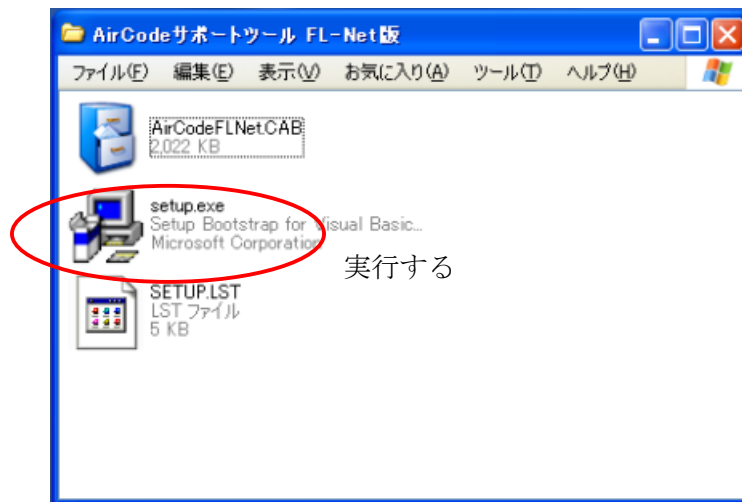 AirCodeサポートツール FL-Net版
ファイル(F) 編集(E) 表示(V) お気に入り(A) ツール(T) ヘルプ(H)
AirCodeFLNet.CAB
2,022 KB
setup.exe
Setup Bootstrap for Visual Basic...
Microsoft Corporation
実行する
SETUP.LST
LST ファイル
5 KB